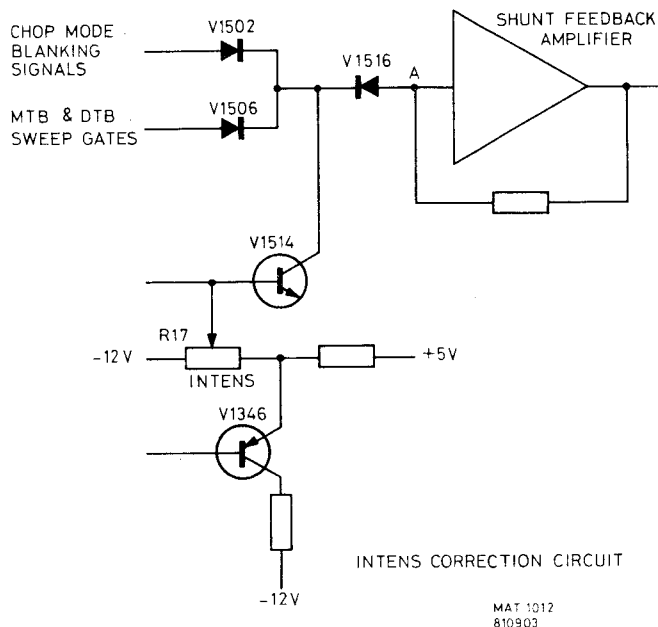 CHOP MODE
BLANKING
SIGNALS
V1502
V1516
A
SHUNT FEEDBACK
AMPLIFIER
MTB & DTB
SWEEP GATES
V1506
V1514
R17
-12V
+5V
INTENS
V1346
-12V
INTENS CORRECTION CIRCUIT
MAT 1012
810903